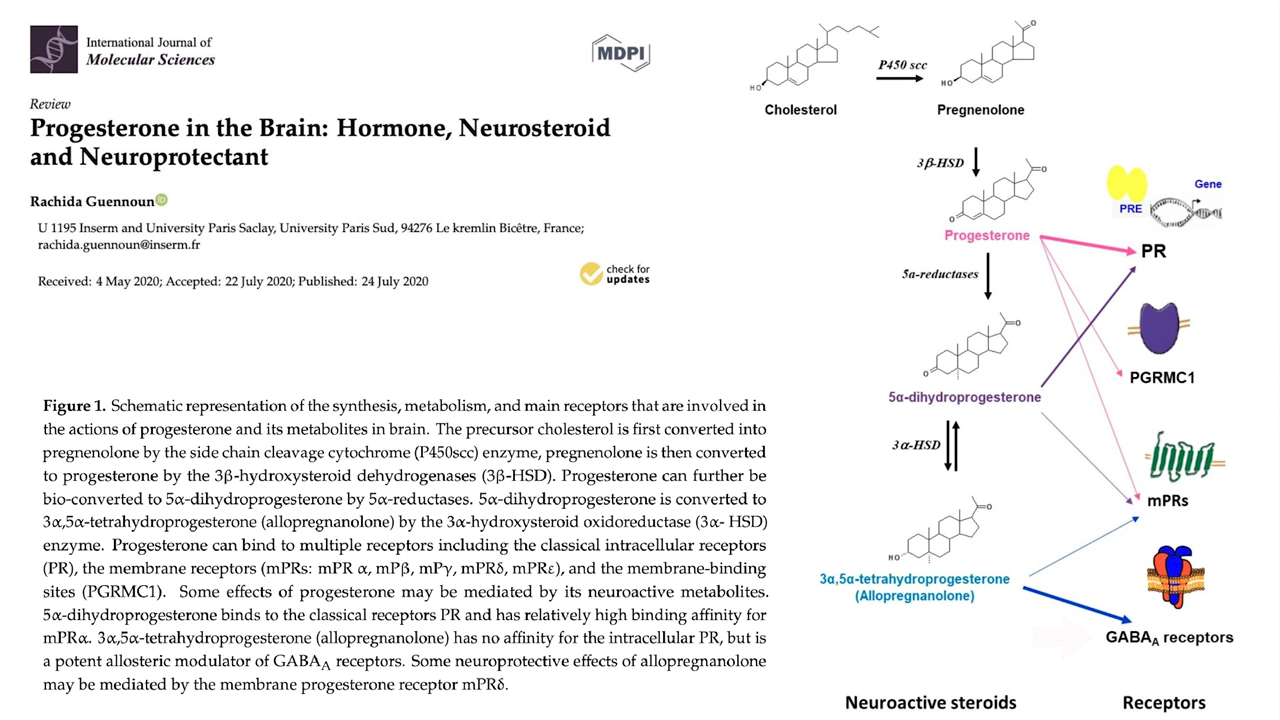 International Journal of
Molecular Sciences
MDPI
Review
Progesterone in the Brain: Hormone, Neurosteroid
and Neuroprotectant
Rachida Guennoun
iD
U 1195 Inserm and University Paris Saclay, University Paris Sud, 94276 Le kremlin Bicêtre, France;
rachida.guennoun@inserm.fr
Received: 4 May 2020; Accepted: 22 July 2020; Published: 24 July 2020
check for
updates
Figure 1. Schematic representation of the synthesis, metabolism, and main receptors that are involved in
the actions of progesterone and its metabolites in brain. The precursor cholesterol is first converted into
pregnenolone by the side chain cleavage cytochrome (P450scc) enzyme, pregnenolone is then converted
to progesterone by the 3β-hydroxysteroid dehydrogenases (3β-HSD). Progesterone can further be
bio-converted to 5α-dihydroprogesterone by 5α-reductases. 5α-dihydroprogesterone is converted to
3α,5α-tetrahydroprogesterone (allopregnanolone) by the 3α-hydroxysteroid oxidoreductase (3α- HSD)
enzyme. Progesterone can bind to multiple receptors including the classical intracellular receptors
(PR), the membrane receptors (mPRs: mPR α, mPβ, mPγ, mPRδ, mPRε), and the membrane-binding
sites (PGRMC1). Some effects of progesterone may be mediated by its neuroactive metabolites.
5α-dihydroprogesterone binds to the classical receptors PR and has relatively high binding affinity for
mPRα. 3α,5α-tetrahydroprogesterone (allopregnanolone) has no affinity for the intracellular PR, but is
a potent allosteric modulator of GABAA receptors. Some neuroprotective effects of allopregnanolone
may be mediated by the membrane progesterone receptor mPRδ.
HO
Cholesterol
P450 scc
O
HO
Pregnenolone
3β-HSD
O
O
Progesterone
5α-reductases
O
O
5α-dihydroprogesterone
3α-HSD
O
HO
3α,5α-tetrahydroprogesterone
(Allopregnanolone)
Neuroactive steroids
Gene
PRE
PR
PGRMC1
mPRs
GABAA receptors
Receptors